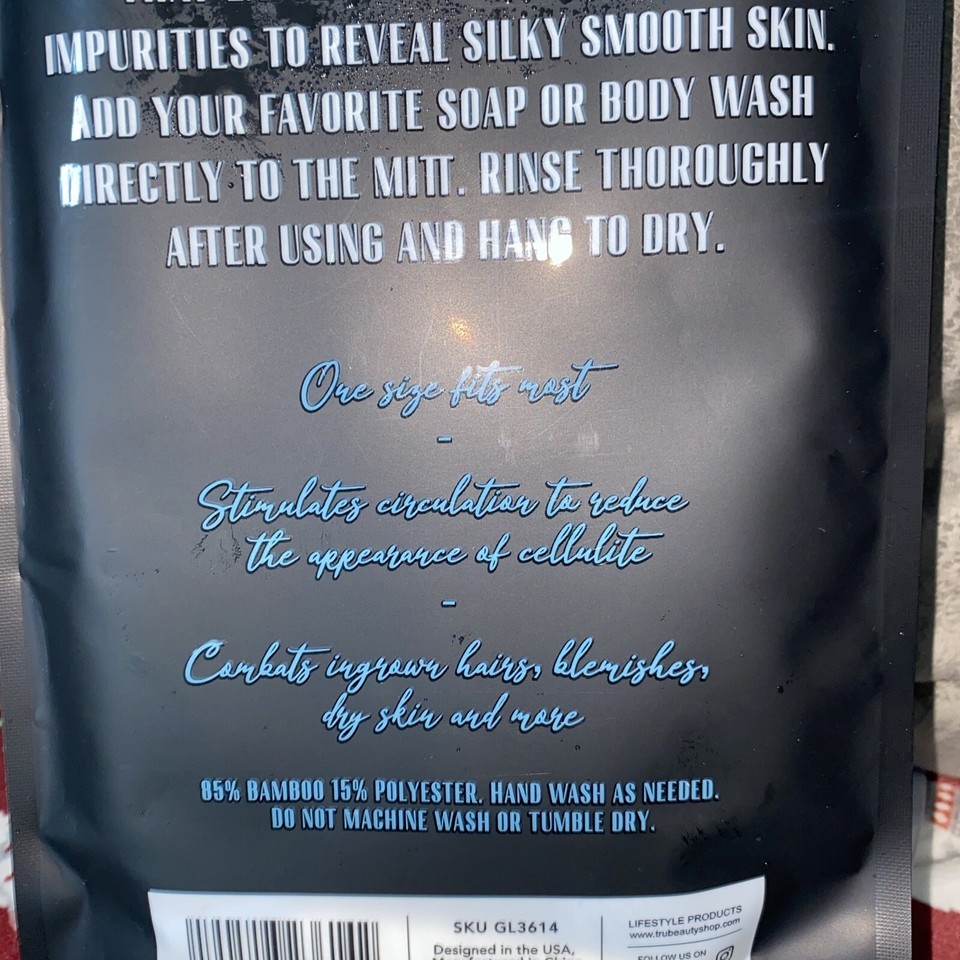 IMPURITIES TO REVEAL SILKY SMOOTH SKIN.
ADD YOUR FAVORITE SOAP OR BODY WASH
DIRECTLY TO THE MITT. RINSE THOROUGHLY
AFTER USING AND HANG TO DRY.
One size fits most
-
Stimulates circulation to reduce
the appearance of cellulite
-
Combats ingrown hairs, blemishes,
dry skin and more
85% BAMBOO 15% POLYESTER. HAND WASH AS NEEDED.
DO NOT MACHINE WASH OR TUMBLE DRY.
SKU GL3614
Designed in the USA,
LIFESTYLE PRODUCTS
www.trubeautyshop.com
FOLLOW US ON